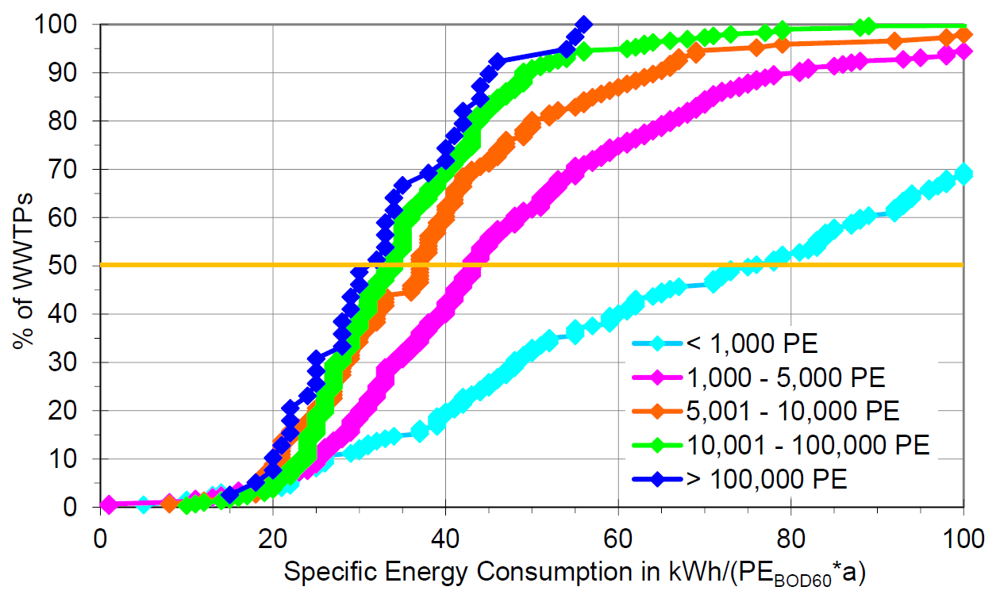 100
90
80
70
60
50
40
30
20
10
0
% of WWTPs
< 1,000 PE
1,000 - 5,000 PE
5,001 - 10,000 PE
10,001 - 100,000 PE
> 100,000 PE
0 20 40 60 80 100
Specific Energy Consumption in kWh/(PE_BOD60*a)